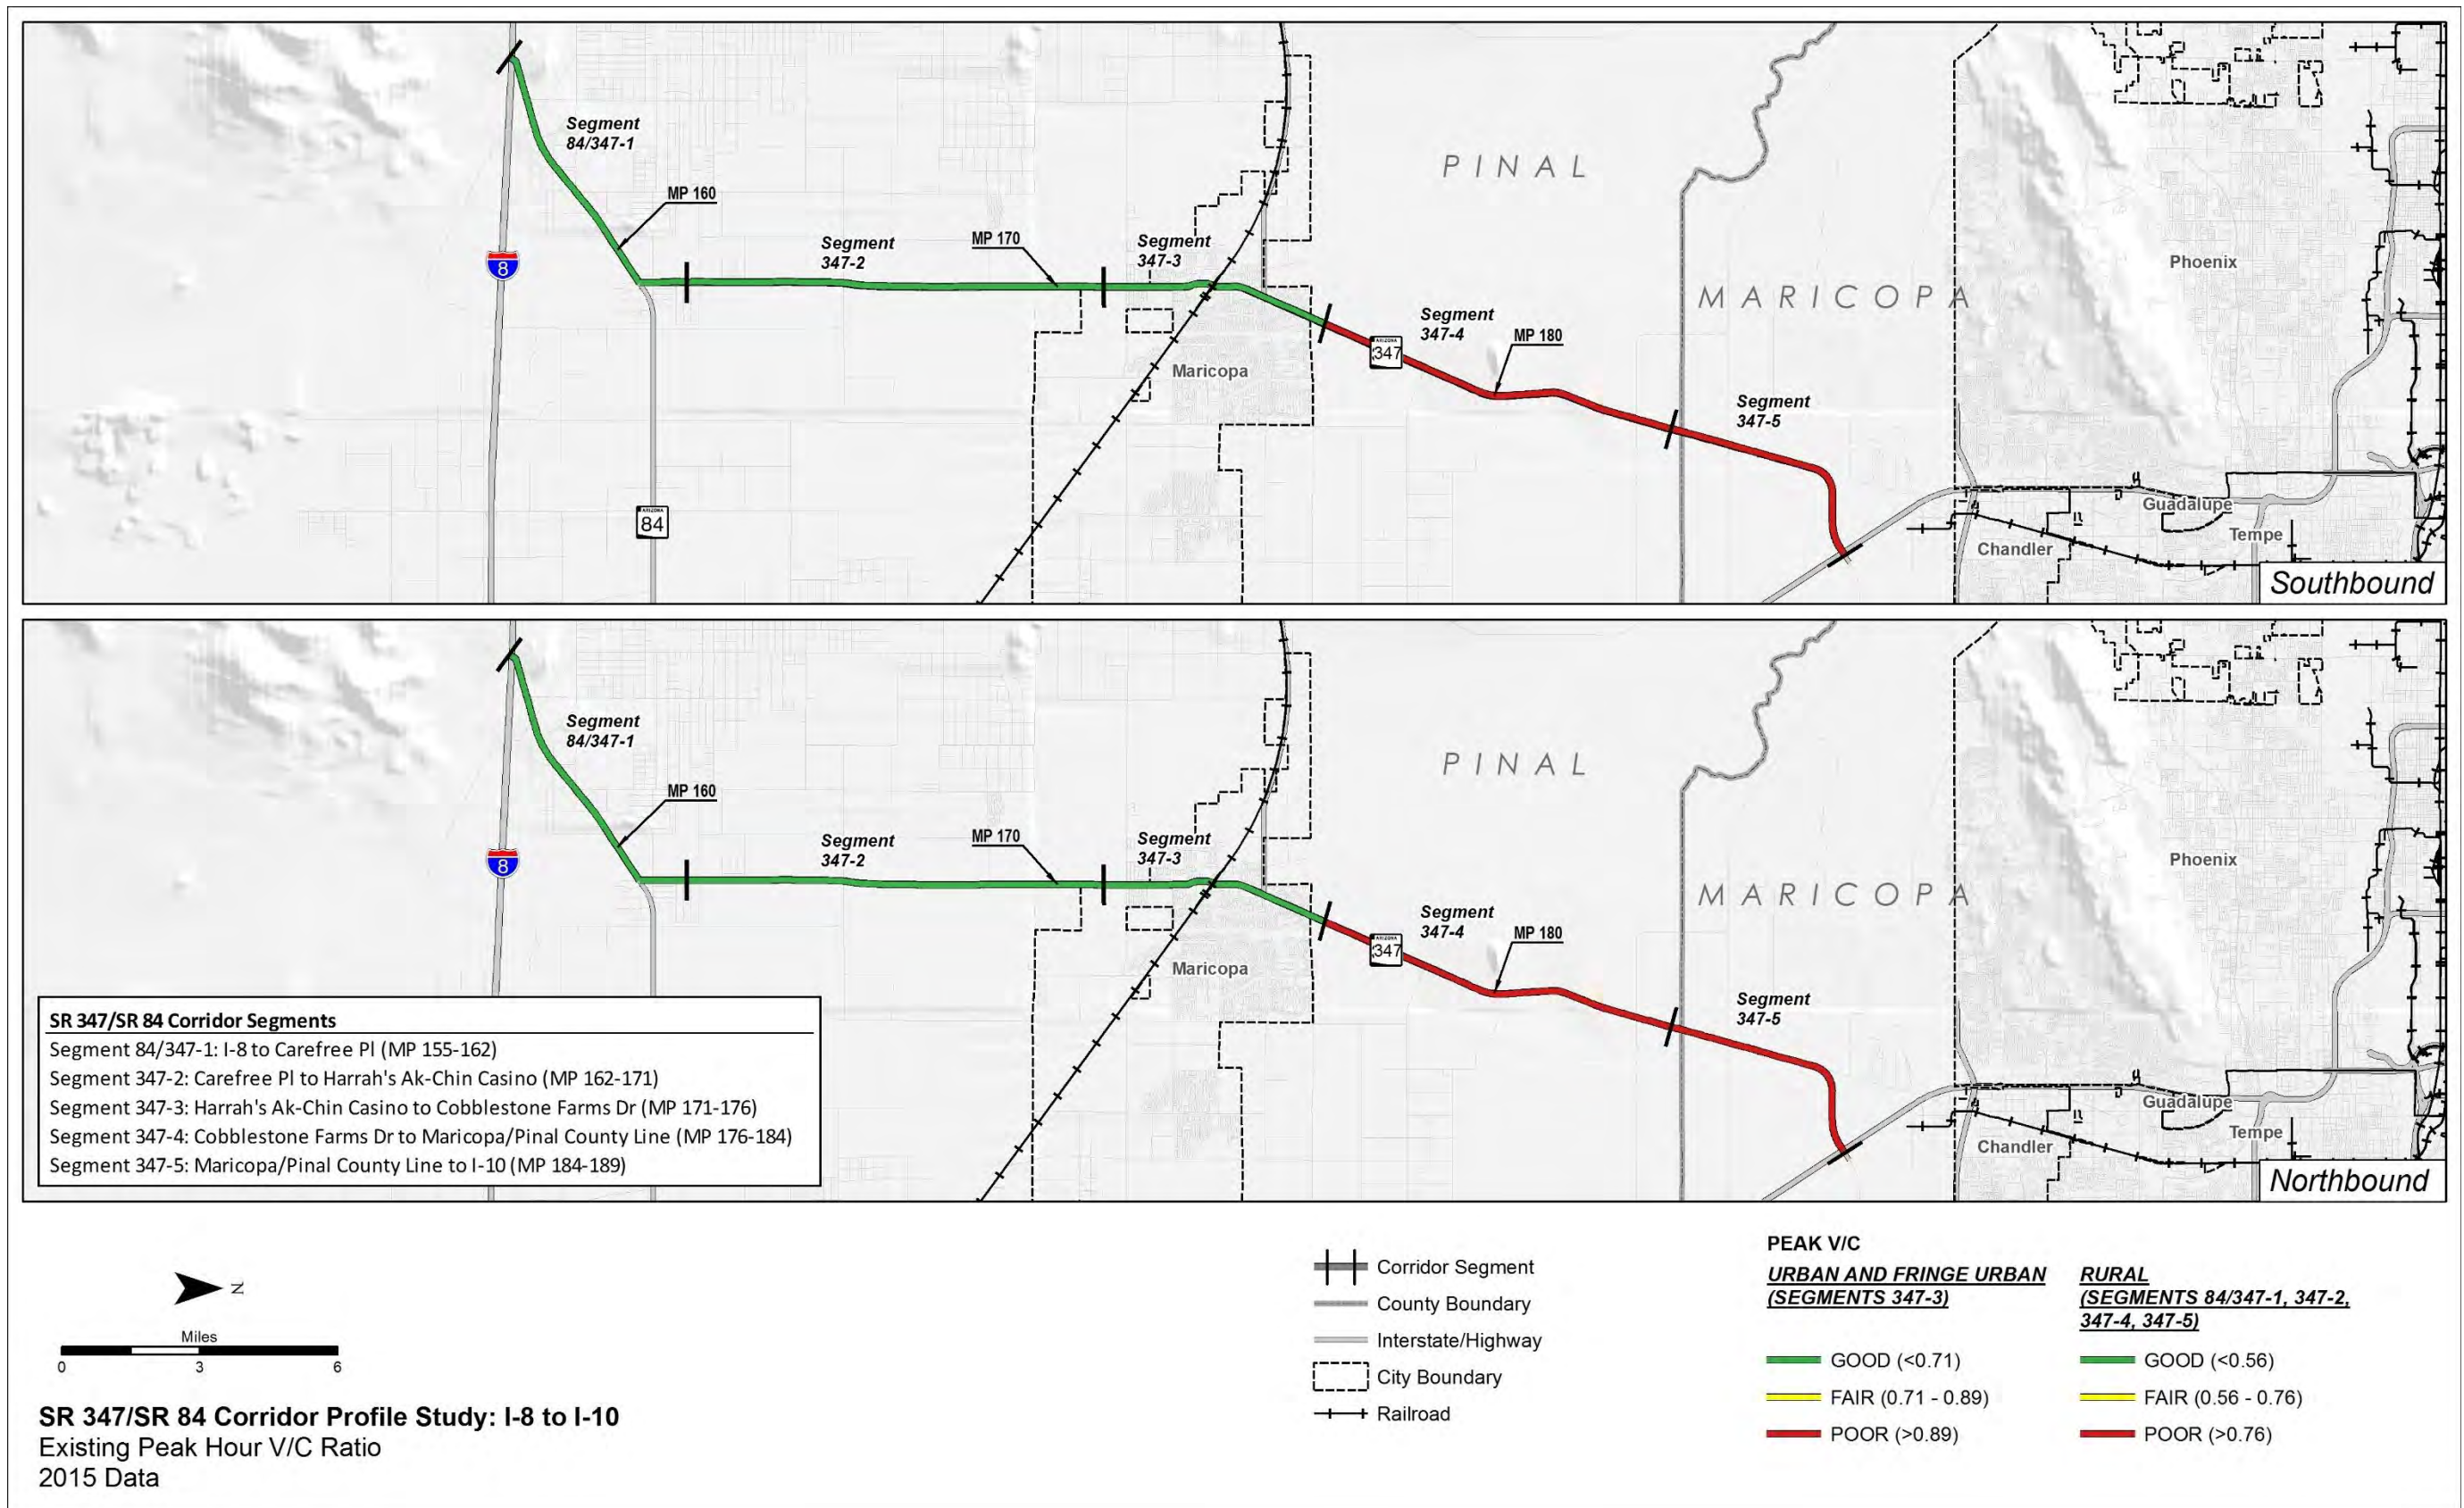 Segment
84/347-1
MP 160
8
Segment
347-2
MP 170
Segment
347-3
PINAL
MARICOPA
Phoenix
Segment
347-4
MP 180
ARIZONA
347
Maricopa
Segment
347-5
ARIZONA
84
Guadalupe
Tempe
Chandler
Southbound
Segment
84/347-1
MP 160
8
Segment
347-2
MP 170
Segment
347-3
PINAL
MARICOPA
Phoenix
Segment
347-4
MP 180
ARIZONA
347
Maricopa
Segment
347-5
Guadalupe
Tempe
Chandler
Northbound
SR 347/SR 84 Corridor Segments
Segment 84/347-1: I-8 to Carefree Pl (MP 155-162)
Segment 347-2: Carefree Pl to Harrah's Ak-Chin Casino (MP 162-171)
Segment 347-3: Harrah's Ak-Chin Casino to Cobblestone Farms Dr (MP 171-176)
Segment 347-4: Cobblestone Farms Dr to Maricopa/Pinal County Line (MP 176-184)
Segment 347-5: Maricopa/Pinal County Line to I-10 (MP 184-189)
N
Miles
0 3 6
SR 347/SR 84 Corridor Profile Study: I-8 to I-10
Existing Peak Hour V/C Ratio
2015 Data
Corridor Segment
County Boundary
Interstate/Highway
City Boundary
Railroad
PEAK V/C
URBAN AND FRINGE URBAN
(SEGMENTS 347-3)
GOOD (<0.71)
FAIR (0.71 - 0.89)
POOR (>0.89)
RURAL
(SEGMENTS 84/347-1, 347-2,
347-4, 347-5)
GOOD (<0.56)
FAIR (0.56 - 0.76)
POOR (>0.76)